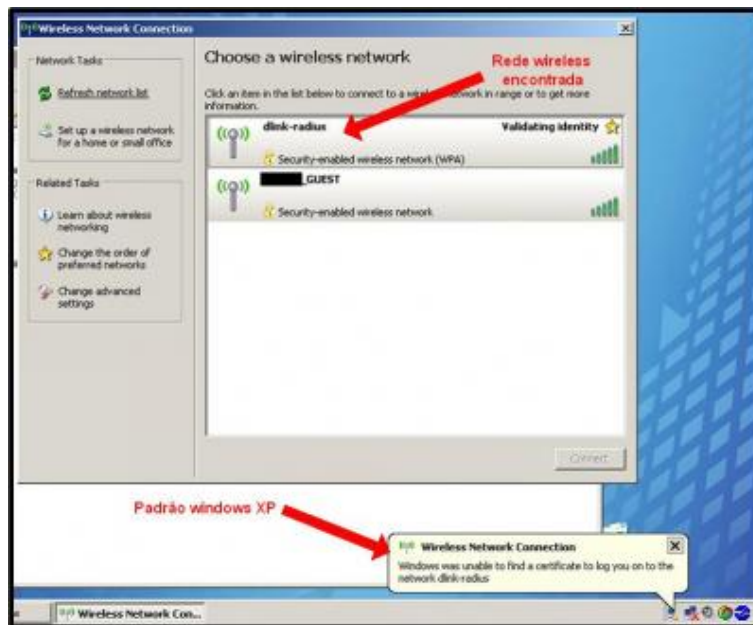 Wireless Network Connection
Network Tasks
Refresh network list
Set up a wireless network
for a home or small office
Related Tasks
Learn about wireless
networking
Change the order of
preferred networks
Change advanced
settings
Choose a wireless network
Rede wireless
encontrada
Click an item in the list below to connect to a wireless network in range or to get more
information.
dlink-radius
Validating identity
Security-enabled wireless network (WPA)
_GUEST
Security-enabled wireless network
Connect
Padrão windows XP
Wireless Network Connection
Windows was unable to find a certificate to log you on to the
network dlink-radius
Wireless Network Con...